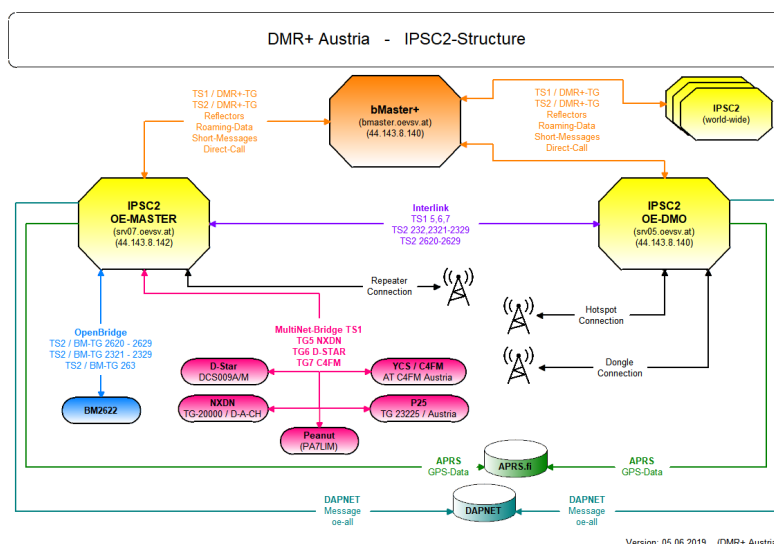 DMR+ Austria - IPSC2-Structure
TS1 / DMR+-TG
TS2 / DMR+-TG
Reflectors
Roaming-Data
Short-Messages
Direct-Call
bMaster+
(bmaster.oevsv.at)
(44.143.8.140)
TS1 / DMR+-TG
TS2 / DMR+-TG
Reflectors
Roaming-Data
Short-Messages
Direct-Call
IPSC2
(world-wide)
IPSC2
OE-MASTER
(srv07.oevsv.at)
(44.143.8.142)
Interlink
TS1 5,6,7
TS2 232,2321-2329
TS2 2620-2629
IPSC2
OE-DMO
(srv05.oevsv.at)
(44.143.8.140)
Repeater
Connection
Hotspot
Connection
Dongle
Connection
OpenBridge
TS2 / BM-TG 2620 - 2629
TS2 / BM-TG 2321 - 2329
TS2 / BM-TG 263
BM2622
MultiNet-Bridge TS1
TG5 NXDN
TG6 D-STAR
TG7 C4FM
D-Star
DCS009A/M
YCS / C4FM
AT C4FM Austria
NXDN
TG-20000 / D-A-CH
P25
TG 23225 / Austria
Peanut
(PA7LIM)
APRS
GPS-Data
APRS.fi
APRS
GPS-Data
DAPNET
Message
oe-all
DAPNET
DAPNET
Message
oe-all
Version: 05.06.2019 (DMR+ Austria